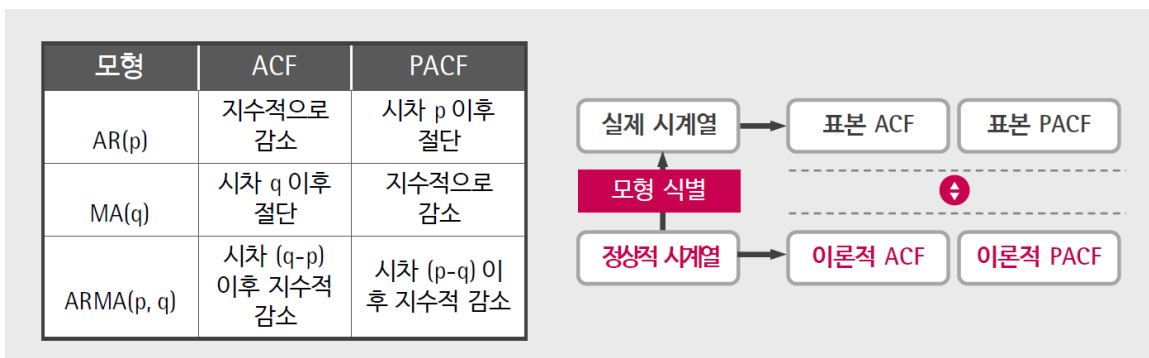 모형 ACF PACF
AR(p) 지수적으로 감소 시차 p 이후 절단
MA(q) 시차 q 이후 절단 지수적으로 감소
ARMA(p, q) 시차 (q-p) 이후 지수적 감소 시차 (p-q) 이후 지수적 감소
실제 시계열 표본 ACF 표본 PACF
모형 식별
정상적 시계열 이론적 ACF 이론적 PACF